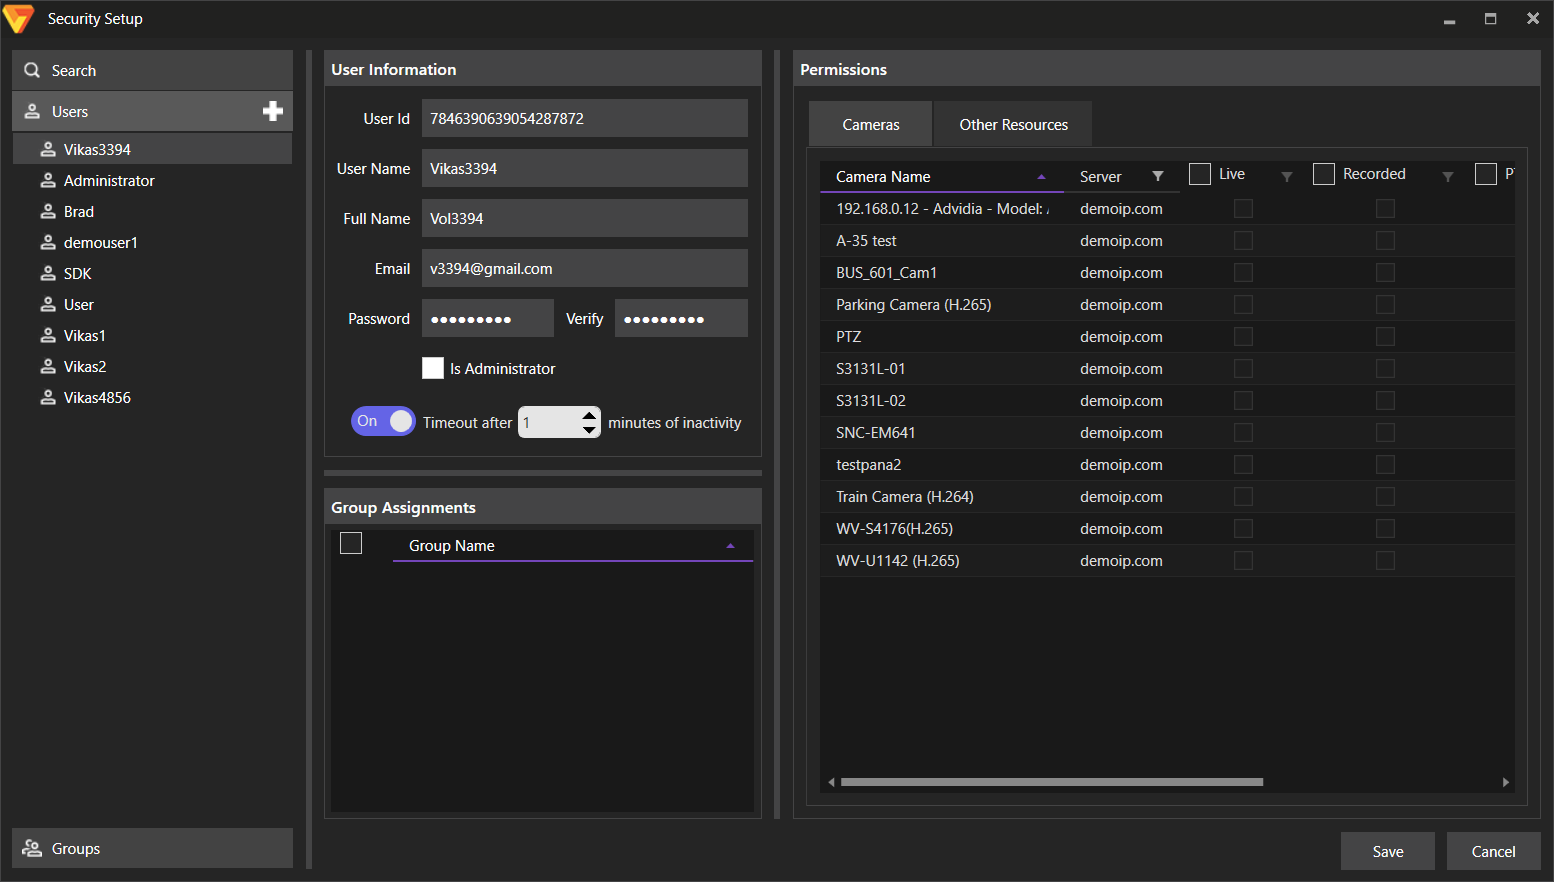 Security Setup
Search
Users
Vikas3394
Administrator
Brad
demouser1
SDK
User
Vikas1
Vikas2
Vikas4856
Groups
User Information
User Id 7846390639054287872
User Name Vikas3394
Full Name Vol3394
Email v3394@gmail.com
Password ●●●●●●●●● Verify ●●●●●●●●●
Is Administrator
On Timeout after 1 minutes of inactivity
Group Assignments
Group Name
Permissions
Cameras Other Resources
Camera Name Server Live Recorded
192.168.0.12 - Advidia - Model: demoip.com
A-35 test demoip.com
BUS_601_Cam1 demoip.com
Parking Camera (H.265) demoip.com
PTZ demoip.com
S3131L-01 demoip.com
S3131L-02 demoip.com
SNC-EM641 demoip.com
testpana2 demoip.com
Train Camera (H.264) demoip.com
WV-S4176(H.265) demoip.com
WV-U1142 (H.265) demoip.com
Save Cancel